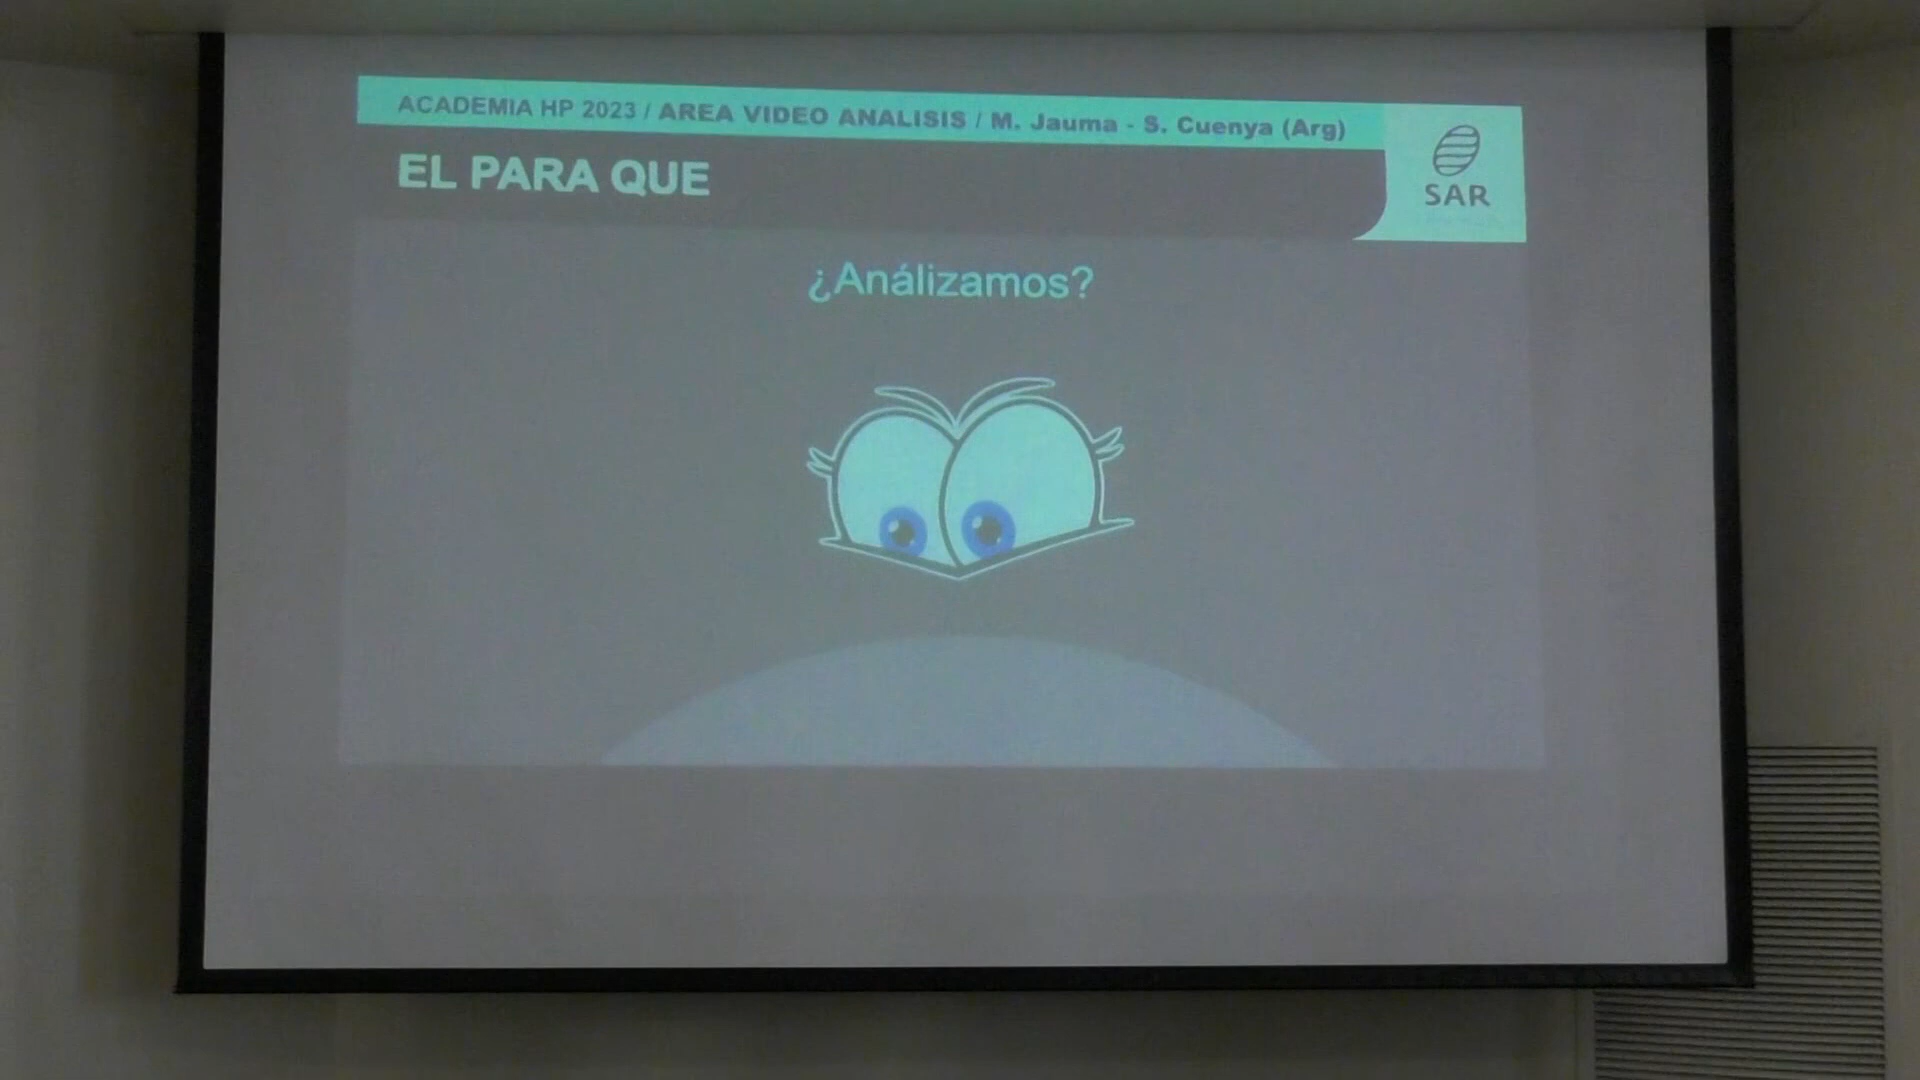 ACADEMIA HP 2023 / AREA VIDEO ANALISIS / M. Jauma - S. Cuenya (Arg)
SAR
EL PARA QUE
¿Análizamos?